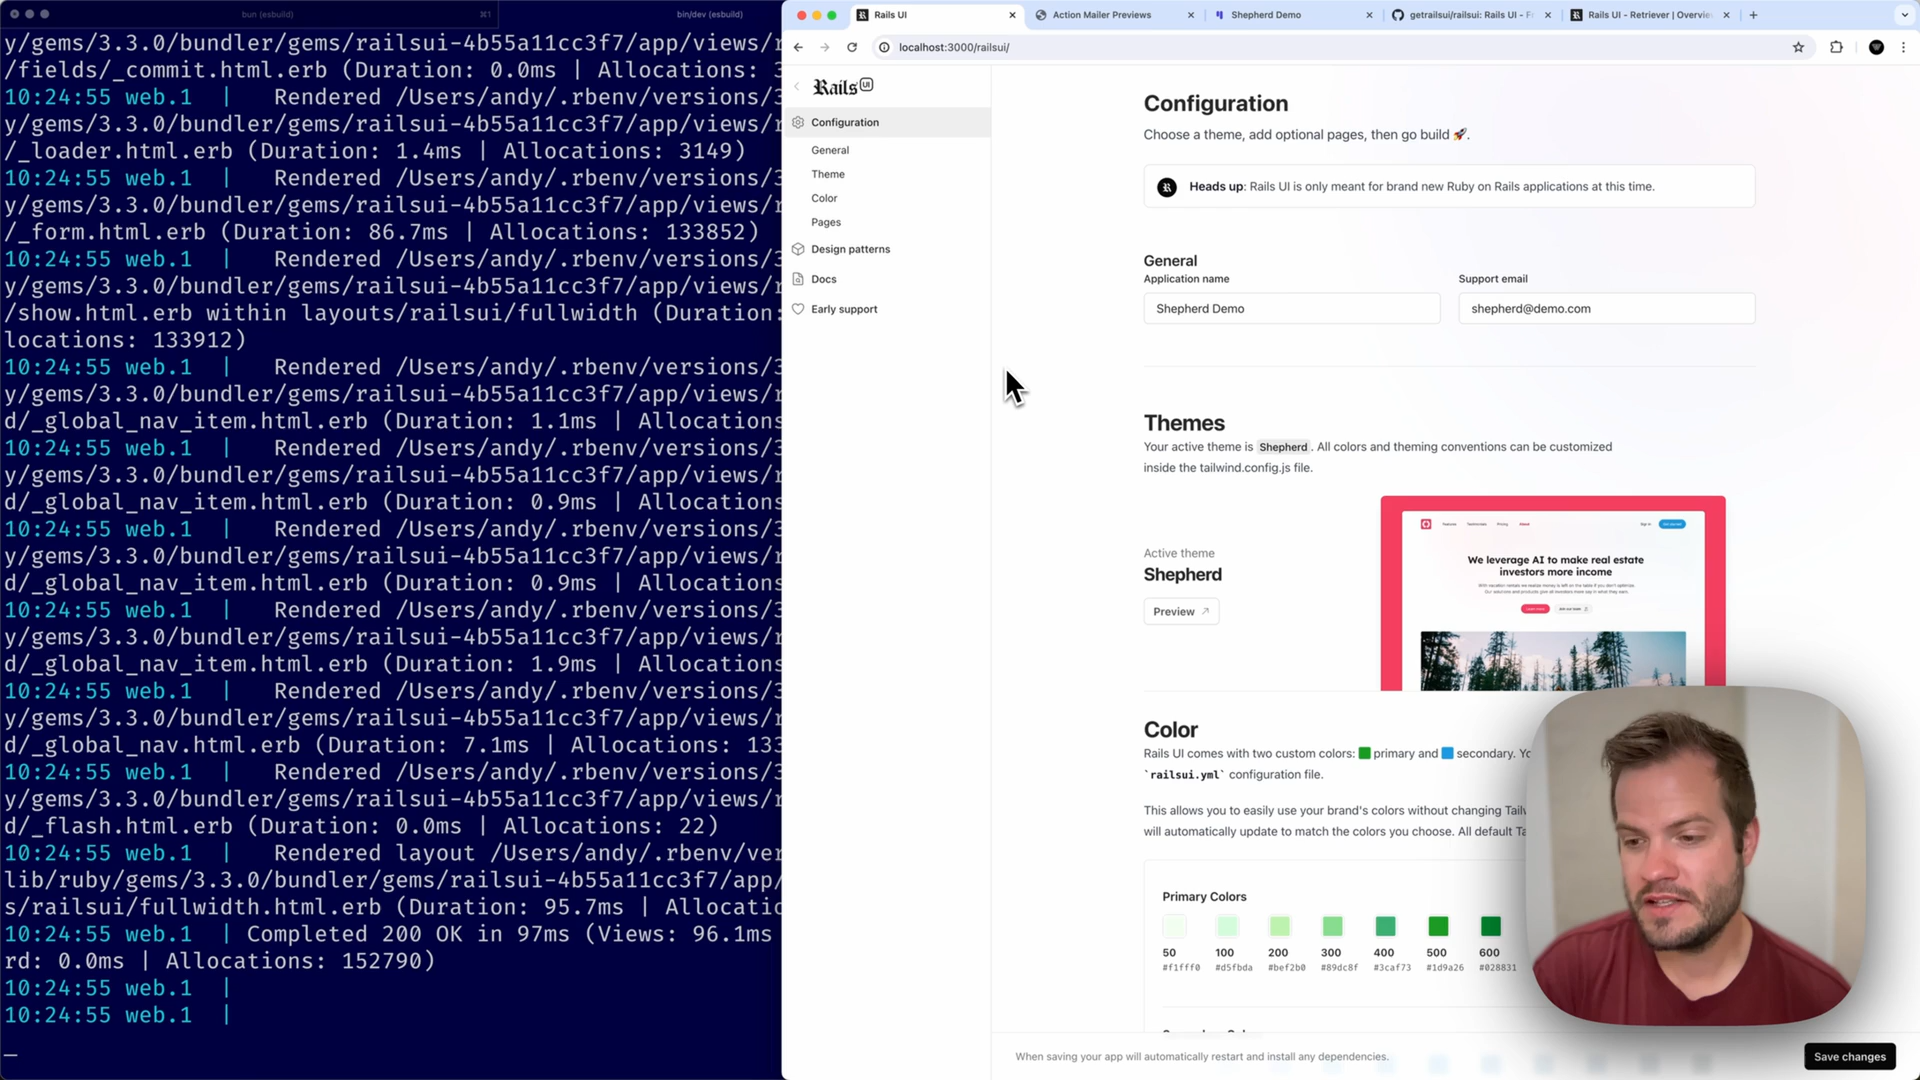 bun (esbuild)
⌘1
bin/dev (esbuild)
y/gems/3.3.0/bundler/gems/railsui-4b55a11cc3f7/app/views/r
/fields/_commit.html.erb (Duration: 0.0ms | Allocations: 3
10:24:55 web.1 | Rendered /Users/andy/.rbenv/versions/3
y/gems/3.3.0/bundler/gems/railsui-4b55a11cc3f7/app/views/r
/_loader.html.erb (Duration: 1.4ms | Allocations: 3149)
10:24:55 web.1 | Rendered /Users/andy/.rbenv/versions/3
y/gems/3.3.0/bundler/gems/railsui-4b55a11cc3f7/app/views/r
/_form.html.erb (Duration: 86.7ms | Allocations: 133852)
10:24:55 web.1 | Rendered /Users/andy/.rbenv/versions/3
y/gems/3.3.0/bundler/gems/railsui-4b55a11cc3f7/app/views/r
/show.html.erb within layouts/railsui/fullwidth (Duration:
locations: 133912)
10:24:55 web.1 | Rendered /Users/andy/.rbenv/versions/3
y/gems/3.3.0/bundler/gems/railsui-4b55a11cc3f7/app/views/r
d/_global_nav_item.html.erb (Duration: 1.1ms | Allocations
10:24:55 web.1 | Rendered /Users/andy/.rbenv/versions/3
y/gems/3.3.0/bundler/gems/railsui-4b55a11cc3f7/app/views/r
d/_global_nav_item.html.erb (Duration: 0.9ms | Allocations
10:24:55 web.1 | Rendered /Users/andy/.rbenv/versions/3
y/gems/3.3.0/bundler/gems/railsui-4b55a11cc3f7/app/views/r
d/_global_nav_item.html.erb (Duration: 0.9ms | Allocations
10:24:55 web.1 | Rendered /Users/andy/.rbenv/versions/3
y/gems/3.3.0/bundler/gems/railsui-4b55a11cc3f7/app/views/r
d/_global_nav_item.html.erb (Duration: 1.9ms | Allocations
10:24:55 web.1 | Rendered /Users/andy/.rbenv/versions/3
y/gems/3.3.0/bundler/gems/railsui-4b55a11cc3f7/app/views/r
d/_global_nav.html.erb (Duration: 7.1ms | Allocations: 133
10:24:55 web.1 | Rendered /Users/andy/.rbenv/versions/3
y/gems/3.3.0/bundler/gems/railsui-4b55a11cc3f7/app/views/r
d/_flash.html.erb (Duration: 0.0ms | Allocations: 22)
10:24:55 web.1 | Rendered layout /Users/andy/.rbenv/ver
lib/ruby/gems/3.3.0/bundler/gems/railsui-4b55a11cc3f7/app/
s/railsui/fullwidth.html.erb (Duration: 95.7ms | Allocatio
10:24:55 web.1 | Completed 200 OK in 97ms (Views: 96.1ms
rd: 0.0ms | Allocations: 152790)
10:24:55 web.1 |
10:24:55 web.1 |
Rails UI
Action Mailer Previews
Shepherd Demo
getrailsui/railsui: Rails UI - Fr
Rails UI - Retriever | Overview
localhost:3000/railsui/
Rails UI
Configuration
General
Theme
Color
Pages
Design patterns
Docs
Early support
Configuration
Choose a theme, add optional pages, then go build 🚀.
Heads up: Rails UI is only meant for brand new Ruby on Rails applications at this time.
General
Application name
Support email
Shepherd Demo
shepherd@demo.com
Themes
Your active theme is Shepherd. All colors and theming conventions can be customized
inside the tailwind.config.js file.
Active theme
Shepherd
Preview
Features Testimonials Pricing About
Sign in
We leverage AI to make real estate
investors more income
Color
Rails UI comes with two custom colors: primary and secondary. Yo
`railsui.yml` configuration file.
This allows you to easily use your brand's colors without changing Tailw
will automatically update to match the colors you choose. All default Ta
Primary Colors
50 100 200 300 400 500 600
#f1fff0 #d5fbda #bef2b0 #89dc8f #3caf73 #1d9a26 #028831
When saving your app will automatically restart and install any dependencies.
Save changes